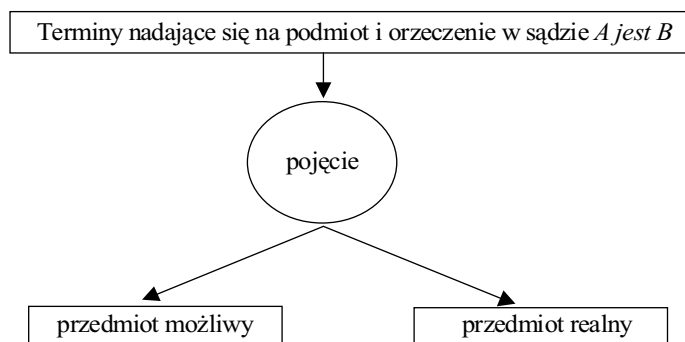 Terminy nadające się na podmiot i orzeczenie w sądzie A jest B
pojęcie
przedmiot możliwy
przedmiot realny